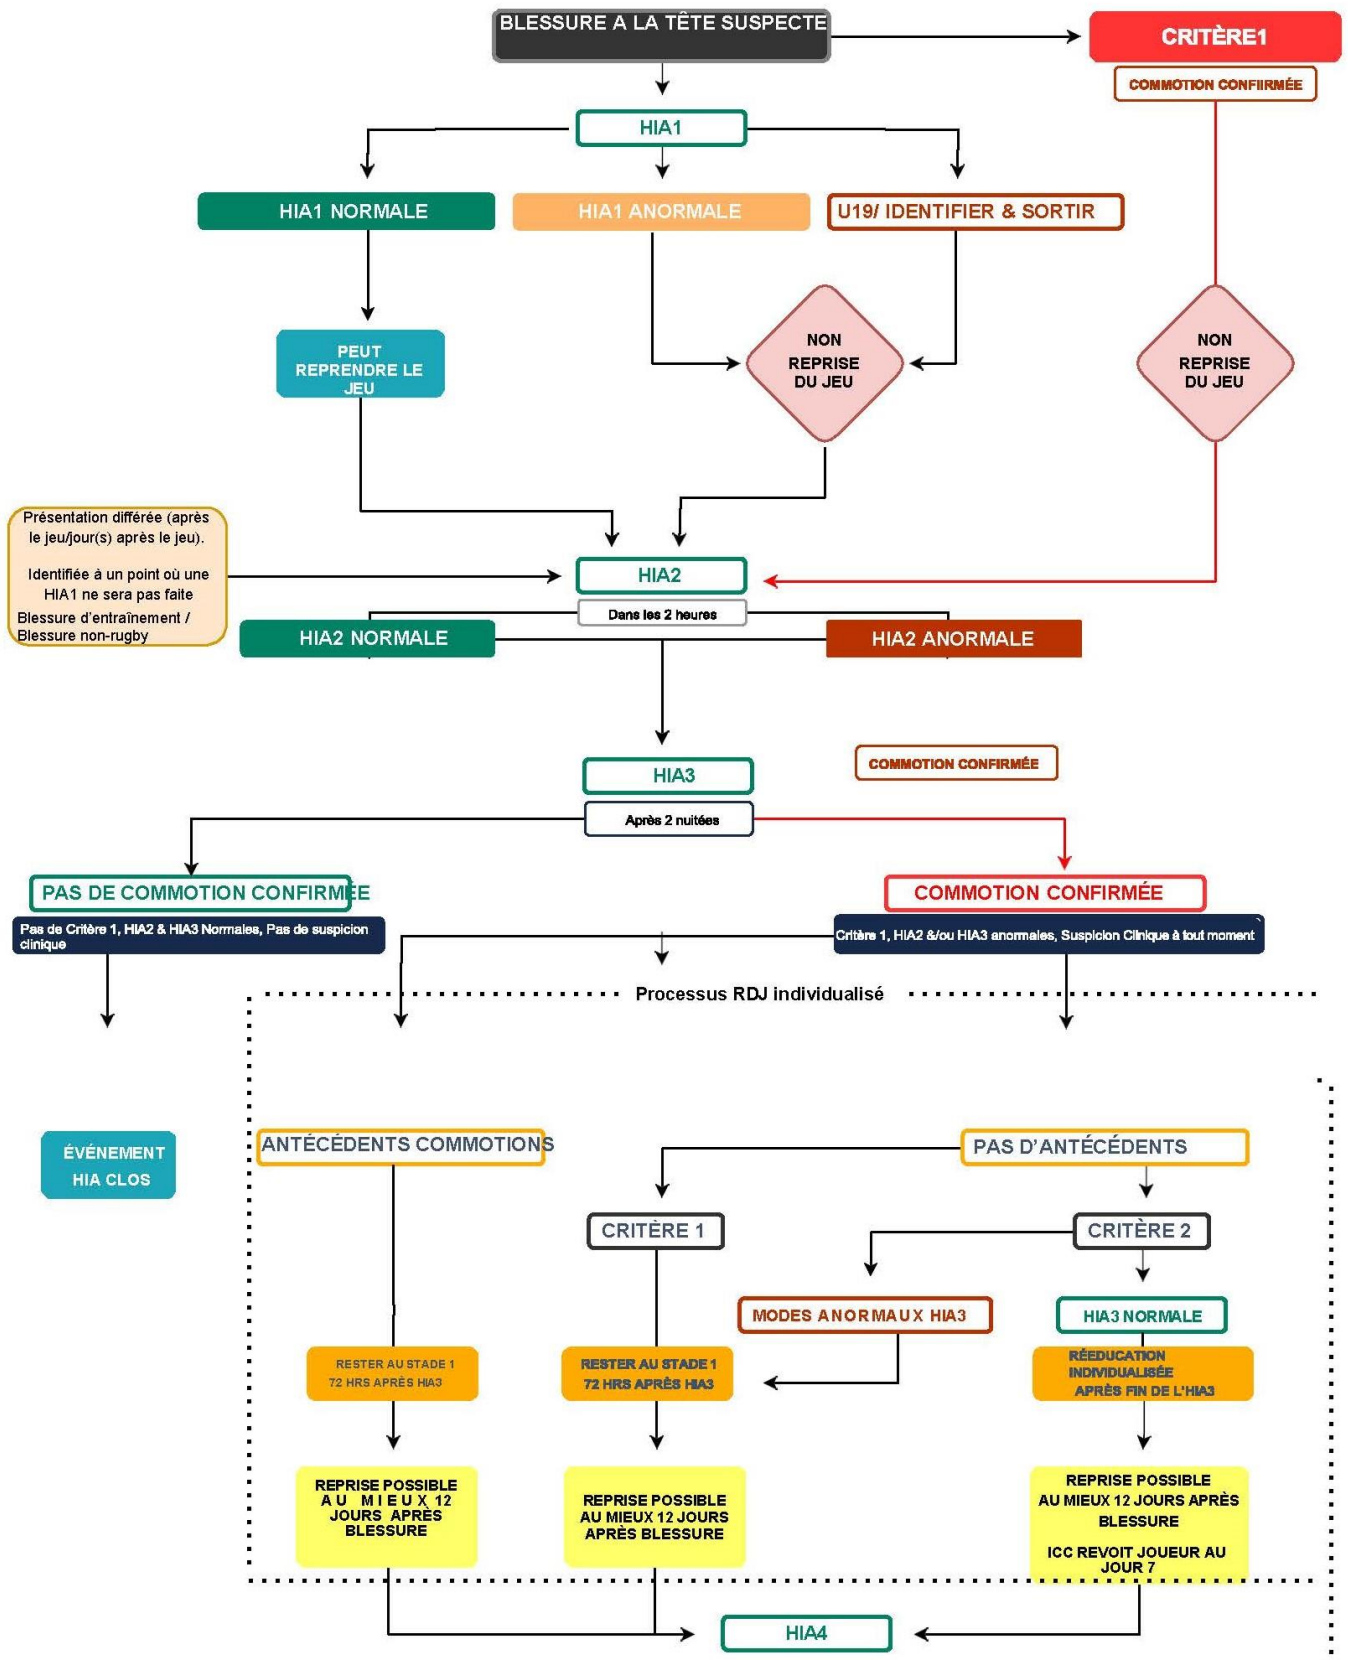 BLESSURE A LA TÊTE SUSPECTE
CRITÈRE1
COMMOTION CONFIIRMÉE
HIA1
HIA1 NORMALE
HIA1 ANORMALE
U19/ IDENTIFIER & SORTIR
PEUT
REPRENDRE LE
JEU
NON
REPRISE
DU JEU
NON
REPRISE
DU JEU
Présentation différée (après
le jeu/jour(s) après le jeu).
Identifiée à un point où une
HIA1 ne sera pas faite
Blessure d'entraînement /
Blessure non-rugby
HIA2
Dans les 2 heures
HIA2 NORMALE
HIA2 ANORMALE
HIA3
COMMOTION CONFIRMÉE
Après 2 nuitées
PAS DE COMMOTION CONFIRMÉE
COMMOTION CONFIRMÉE
Pas de Critère 1, HIA2 & HIA3 Normales, Pas de suspicion
clinique
Critère 1, HIA2 &/ou HIA3 anormales, Suspicion Clinique à tout moment
Processus RDJ individualisé
ÉVÉNEMENT
HIA CLOS
ANTÉCÉDENTS COMMOTIONS
PAS D'ANTÉCÉDENTS
CRITÈRE 1
CRITÈRE 2
MODES ANORMAUX HIA3
HIA3 NORMALE
RESTER AU STADE 1
72 HRS APRÈS HIA3
RESTER AU STADE 1
72 HRS APRÈS HIA3
RÉEDUCATION
INDIVIDUALISÉE
APRÈS FIN DE L'HIA3
REPRISE POSSIBLE
AU MIEUX 12
JOURS APRÈS
BLESSURE
REPRISE POSSIBLE
AU MIEUX 12 JOURS
APRÈS BLESSURE
REPRISE POSSIBLE
AU MIEUX 12 JOURS APRÈS
BLESSURE
ICC REVOIT JOUEUR AU
JOUR 7
HIA4